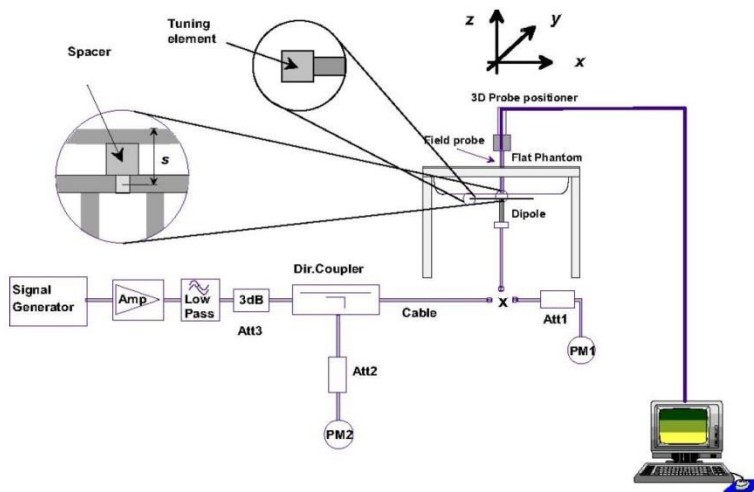 Tuning
element
Spacer
s
z
y
x
3D Probe positioner
Field probe
Flat Phantom
Dipole
Signal
Generator
Amp
Low
Pass
3dB
Att3
Dir.Coupler
Cable
x
Att1
PM1
Att2
PM2